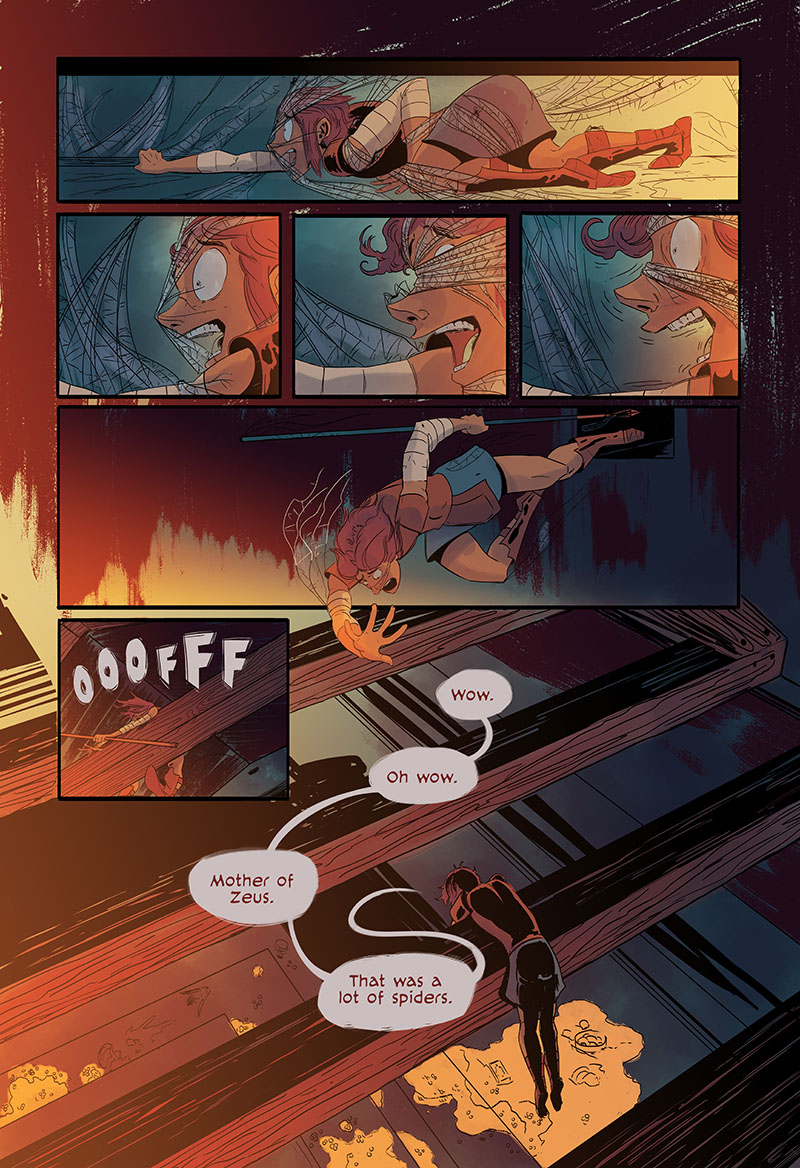 OOOFFF
Wow.
Oh wow.
Mother of
Zeus.
That was a
lot of spiders.